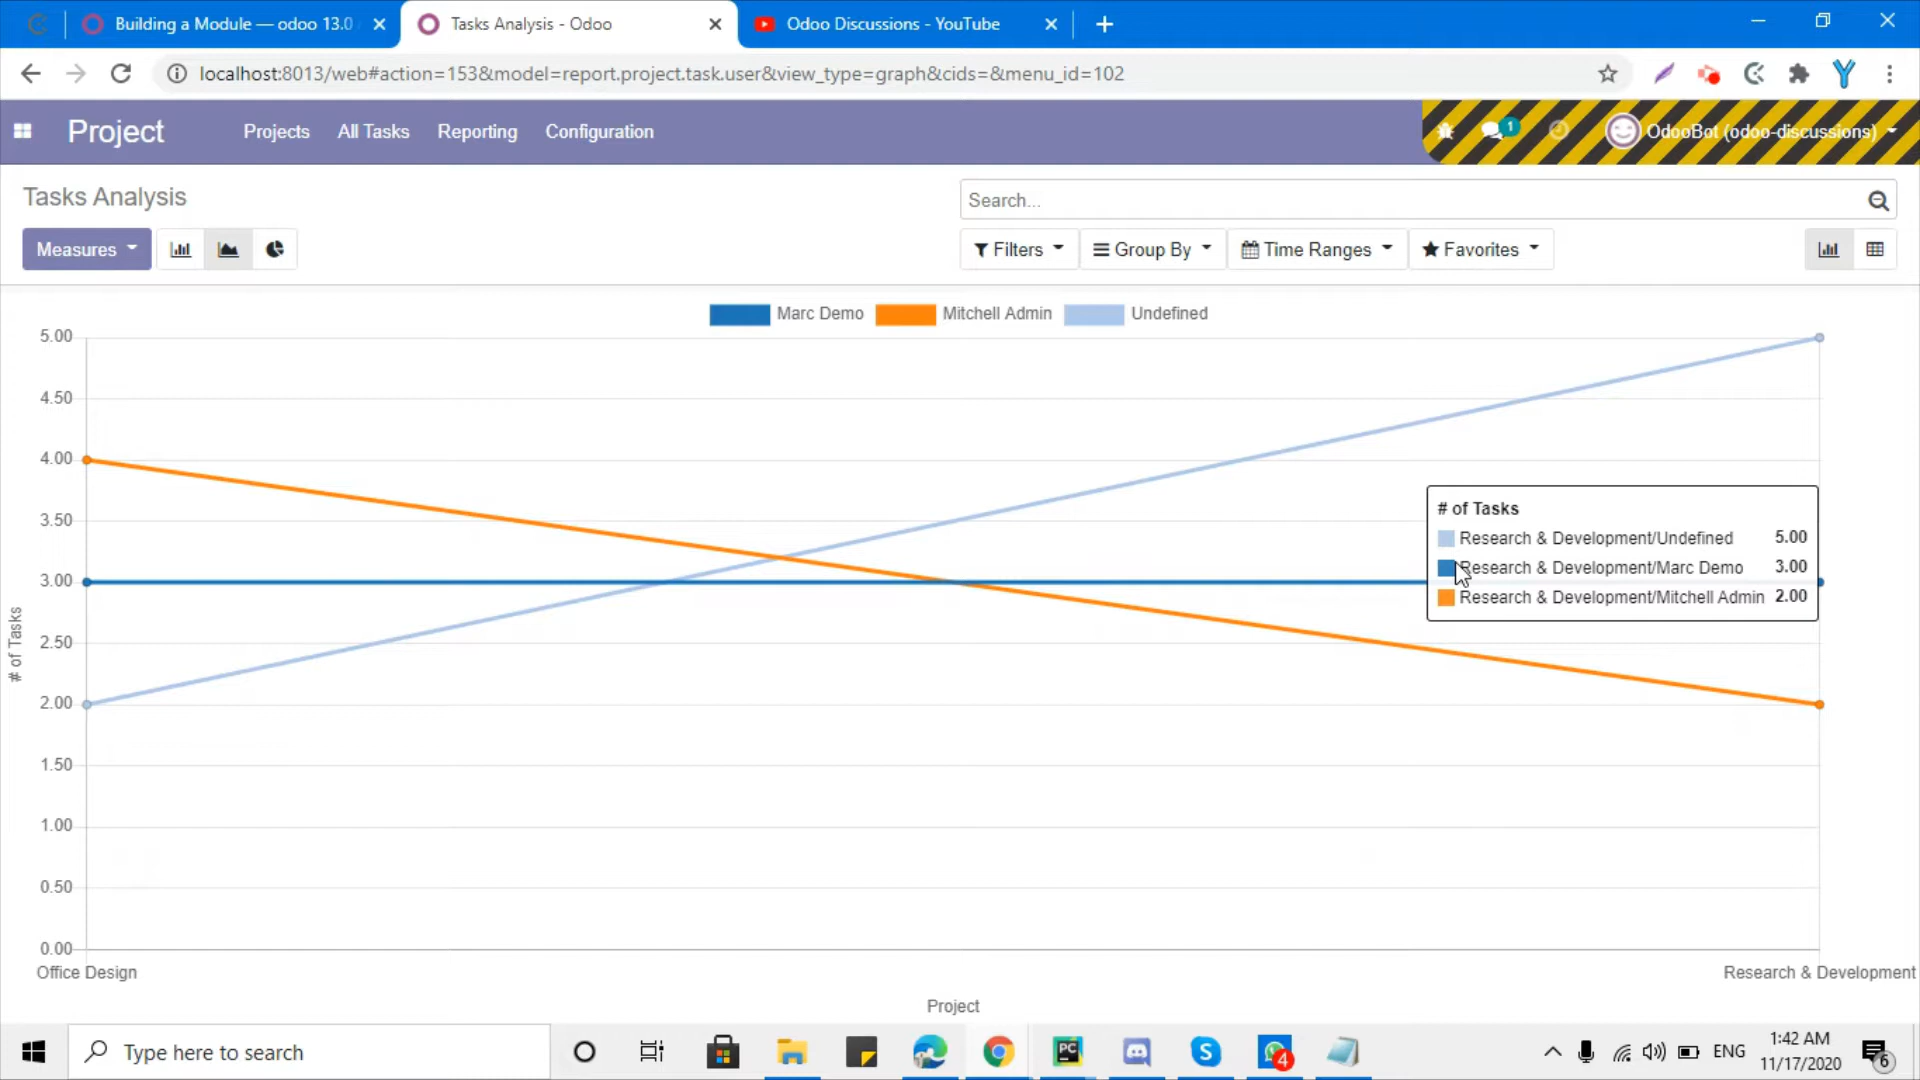 Building a Module — odoo 13.0
Tasks Analysis - Odoo
Odoo Discussions - YouTube
localhost:8013/web#action=153&model=report.project.task.user&view_type=graph&cids=&menu_id=102
Project
Projects
All Tasks
Reporting
Configuration
1
OdooBot (odoo-discussions)
Tasks Analysis
Search...
Measures
Filters
Group By
Time Ranges
Favorites
Marc Demo
Mitchell Admin
Undefined
5.00
4.50
4.00
3.50
3.00
2.50
2.00
1.50
1.00
0.50
0.00
# of Tasks
# of Tasks
Research & Development/Undefined 5.00
Research & Development/Marc Demo 3.00
Research & Development/Mitchell Admin 2.00
Office Design
Research & Development
Project
Type here to search
PC
4
ENG
1:42 AM
11/17/2020
6